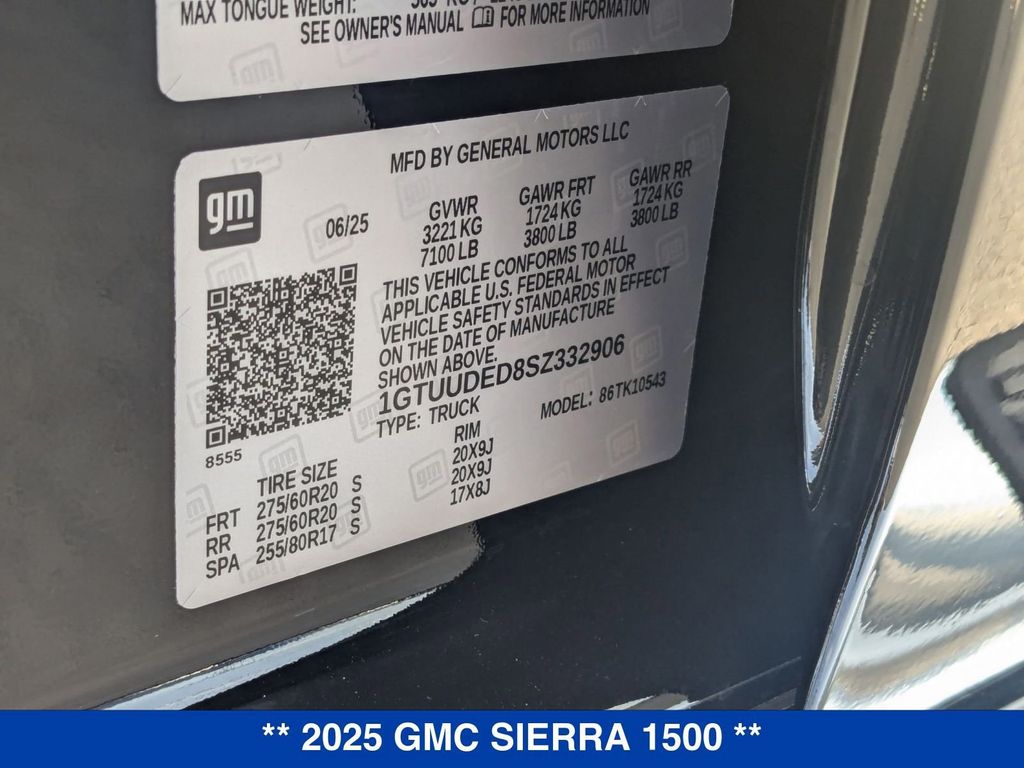 MAX TONGUE WEIGHT:
SEE OWNER'S MANUAL FOR MORE INFORMATION
MFD BY GENERAL MOTORS LLC
gm
06/25
GVWR GAWR FRT GAWR RR
3221 KG 1724 KG 1724 KG
7100 LB 3800 LB 3800 LB
THIS VEHICLE CONFORMS TO ALL
APPLICABLE U.S. FEDERAL MOTOR
VEHICLE SAFETY STANDARDS IN EFFECT
ON THE DATE OF MANUFACTURE
SHOWN ABOVE.
1GTUUDED8SZ332906
TYPE: TRUCK MODEL: 86TK10543
8555
TIRE SIZE RIM
FRT 275/60R20 S 20X9J
RR 275/60R20 S 20X9J
SPA 255/80R17 S 17X8J
** 2025 GMC SIERRA 1500 **